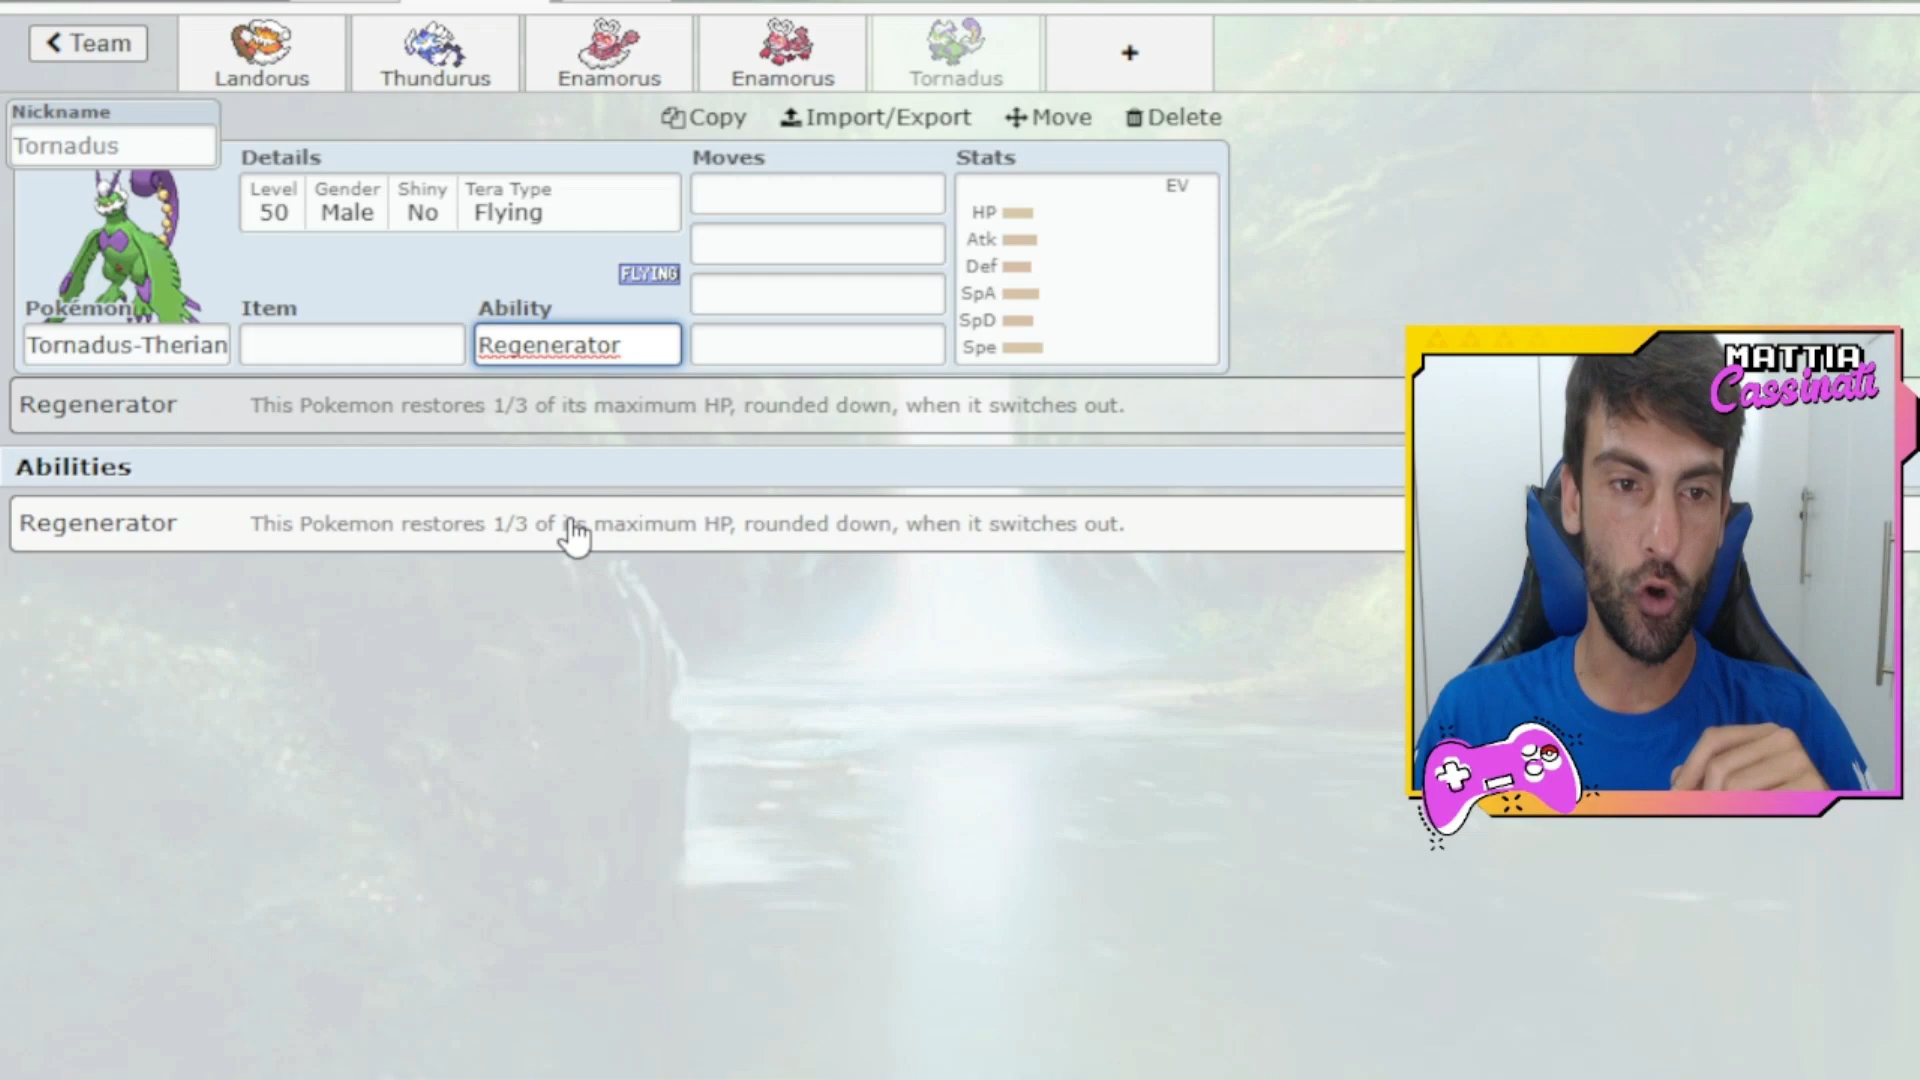 Team
Landorus
Thundurus
Enamorus
Enamorus
Tornadus
+
Nickname
Tornadus
Copy
Import/Export
Move
Delete
Details
Moves
Stats
Level
Gender
Shiny
Tera Type
50
Male
No
Flying
EV
HP
Atk
Def
SpA
SpD
Spe
FLYING
Pokémon
Item
Ability
Tornadus-Therian
Regenerator
Regenerator This Pokemon restores 1/3 of its maximum HP, rounded down, when it switches out.
Abilities
Regenerator This Pokemon restores 1/3 of its maximum HP, rounded down, when it switches out.
MATTIA
Cassinati